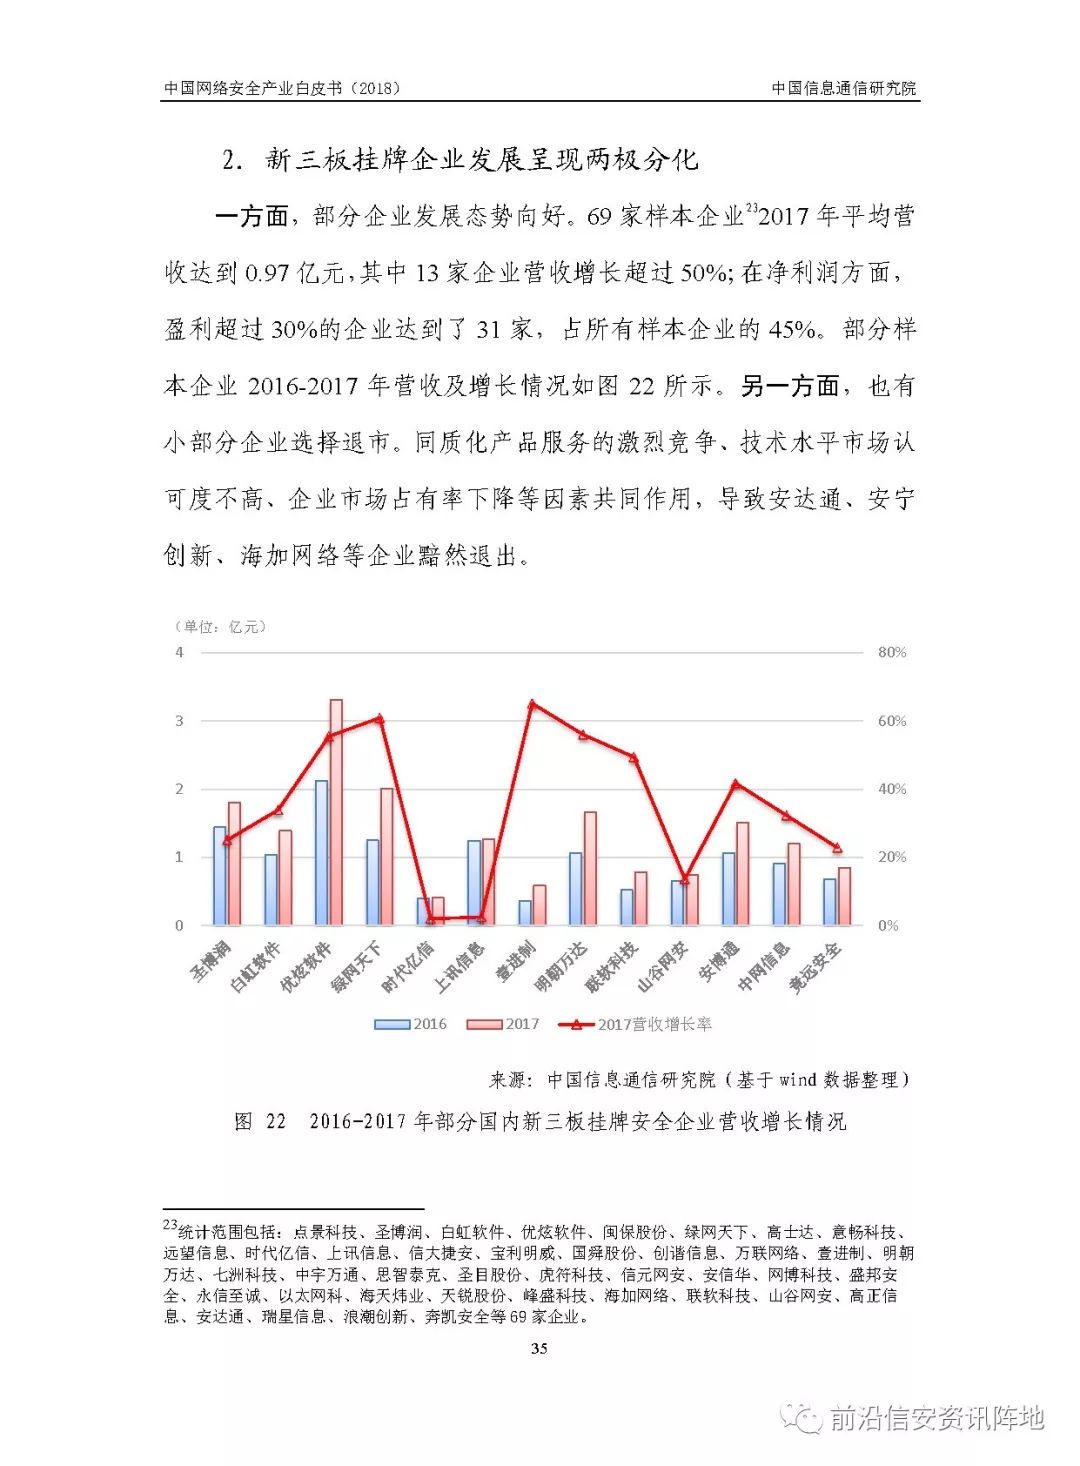 中国网络安全产业白皮书（2018）
中国信息通信研究院
2. 新三板挂牌企业发展呈现两极分化
一方面，部分企业发展态势向好。69 家样本企业23 2017 年平均营
收达到 0.97 亿元，其中 13 家企业营收增长超过 50%；在净利润方面，
盈利超过 30%的企业达到了 31 家，占所有样本企业的 45%。部分样
本企业 2016-2017 年营收及增长情况如图 22 所示。另一方面，也有
小部分企业选择退市。同质化产品服务的激烈竞争、技术水平市场认
可度不高、企业市场占有率下降等因素共同作用，导致安达通、安宁
创新、海加网络等企业黯然退出。
（单位：亿元）
4 80%
3 60%
2 40%
1 20%
0 0%
圣博润 白虹软件 优炫软件 绿网天下 时代亿信 上讯信息 壹进制 明朝万达 联软科技 山谷网安 安博通 中网信息 竞远安全
2016 2017 2017营收增长率
来源：中国信息通信研究院（基于 wind 数据整理）
图 22 2016-2017 年部分国内新三板挂牌安全企业营收增长情况
23统计范围包括：点景科技、圣博润、白虹软件、优炫软件、闽保股份、绿网天下、高士达、意畅科技、
远望信息、时代亿信、上讯信息、信大捷安、宝利明威、国舜股份、创谐信息、万联网络、壹进制、明朝
万达、七洲科技、中宇万通、思智泰克、圣目股份、虎符科技、信元网安、安信华、网博科技、盛邦安
全、永信至诚、以太网科、海天炜业、天锐股份、峰盛科技、海加网络、联软科技、山谷网安、高正信
息、安达通、瑞星信息、浪潮创新、奔凯安全等 69 家企业。
35
前沿信安资讯阵地